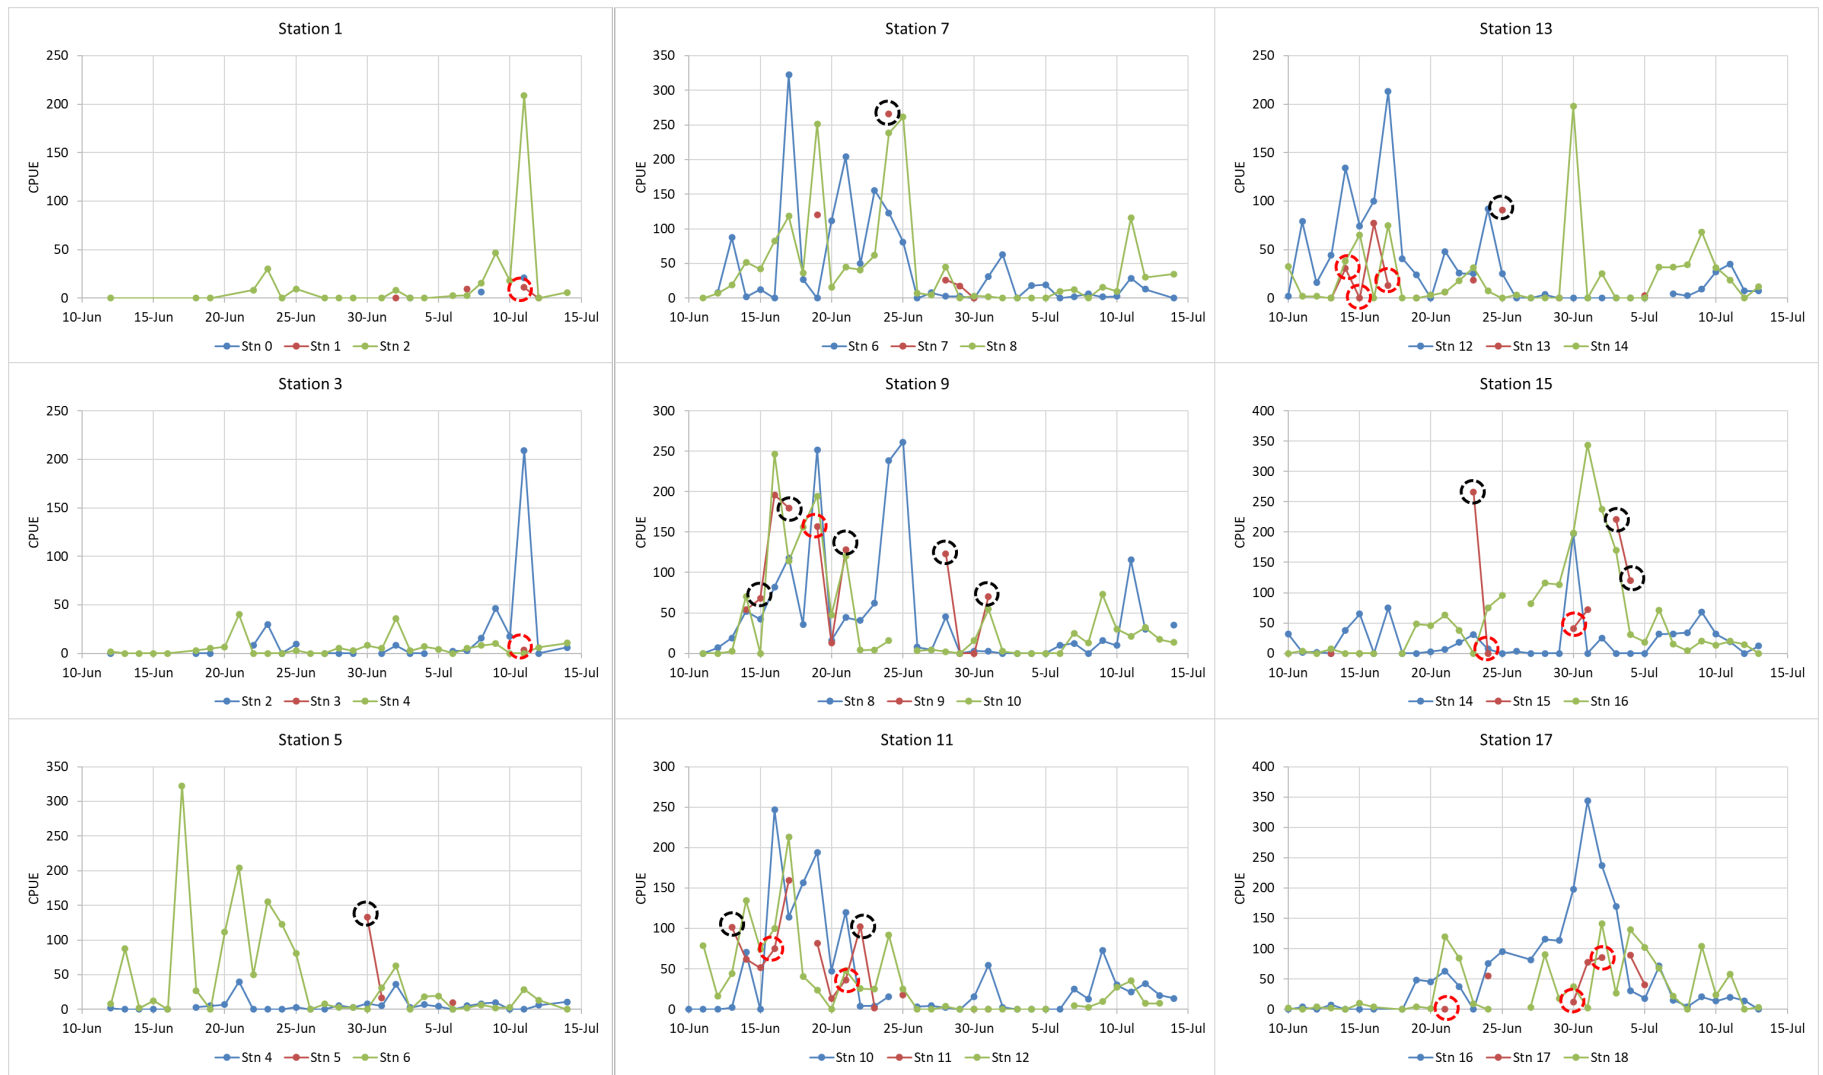 Station 1
250
200
150
100
50
0
CPUE
10-Jun 15-Jun 20-Jun 25-Jun 30-Jun 5-Jul 10-Jul 15-Jul
Stn 0 Stn 1 Stn 2
Station 7
350
300
250
200
150
100
50
0
CPUE
10-Jun 15-Jun 20-Jun 25-Jun 30-Jun 5-Jul 10-Jul 15-Jul
Stn 6 Stn 7 Stn 8
Station 13
250
200
150
100
50
0
CPUE
10-Jun 15-Jun 20-Jun 25-Jun 30-Jun 5-Jul 10-Jul 15-Jul
Stn 12 Stn 13 Stn 14
Station 3
250
200
150
100
50
0
CPUE
10-Jun 15-Jun 20-Jun 25-Jun 30-Jun 5-Jul 10-Jul 15-Jul
Stn 2 Stn 3 Stn 4
Station 9
300
250
200
150
100
50
0
CPUE
10-Jun 15-Jun 20-Jun 25-Jun 30-Jun 5-Jul 10-Jul 15-Jul
Stn 8 Stn 9 Stn 10
Station 15
400
350
300
250
200
150
100
50
0
CPUE
10-Jun 15-Jun 20-Jun 25-Jun 30-Jun 5-Jul 10-Jul 15-Jul
Stn 14 Stn 15 Stn 16
Station 5
350
300
250
200
150
100
50
0
CPUE
10-Jun 15-Jun 20-Jun 25-Jun 30-Jun 5-Jul 10-Jul 15-Jul
Stn 4 Stn 5 Stn 6
Station 11
300
250
200
150
100
50
0
CPUE
10-Jun 15-Jun 20-Jun 25-Jun 30-Jun 5-Jul 10-Jul 15-Jul
Stn 10 Stn 11 Stn 12
Station 17
400
350
300
250
200
150
100
50
0
CPUE
10-Jun 15-Jun 20-Jun 25-Jun 30-Jun 5-Jul 10-Jul 15-Jul
Stn 16 Stn 17 Stn 18